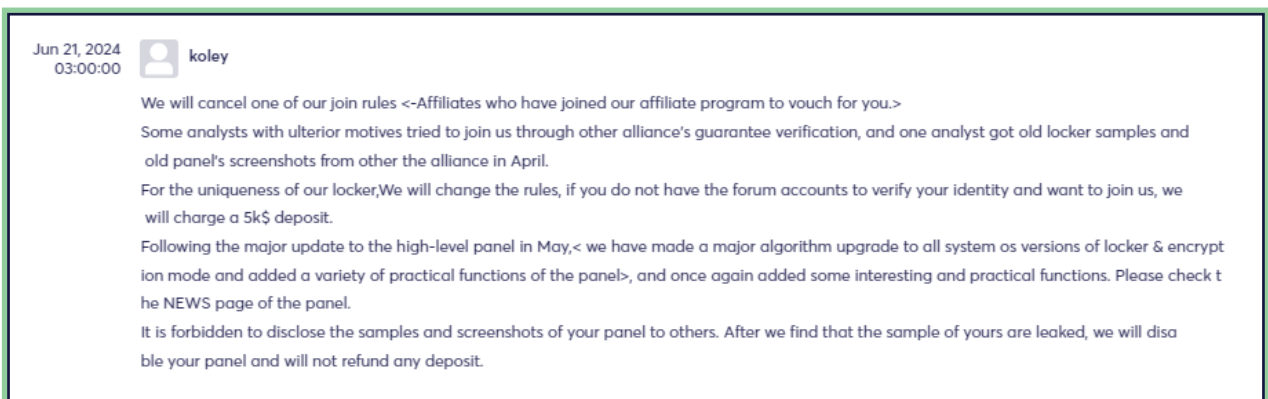 Jun 21, 2024
03:00:00
koley
We will cancel one of our join rules <-Affiliates who have joined our affiliate program to vouch for you.>
Some analysts with ulterior motives tried to join us through other alliance's guarantee verification, and one analyst got old locker samples and
old panel's screenshots from other the alliance in April.
For the uniqueness of our locker,We will change the rules, if you do not have the forum accounts to verify your identity and want to join us, we
will charge a 5k$ deposit.
Following the major update to the high-level panel in May,< we have made a major algorithm upgrade to all system os versions of locker & encrypt
ion mode and added a variety of practical functions of the panel>, and once again added some interesting and practical functions. Please check t
he NEWS page of the panel.
It is forbidden to disclose the samples and screenshots of your panel to others. After we find that the sample of yours are leaked, we will disa
ble your panel and will not refund any deposit.